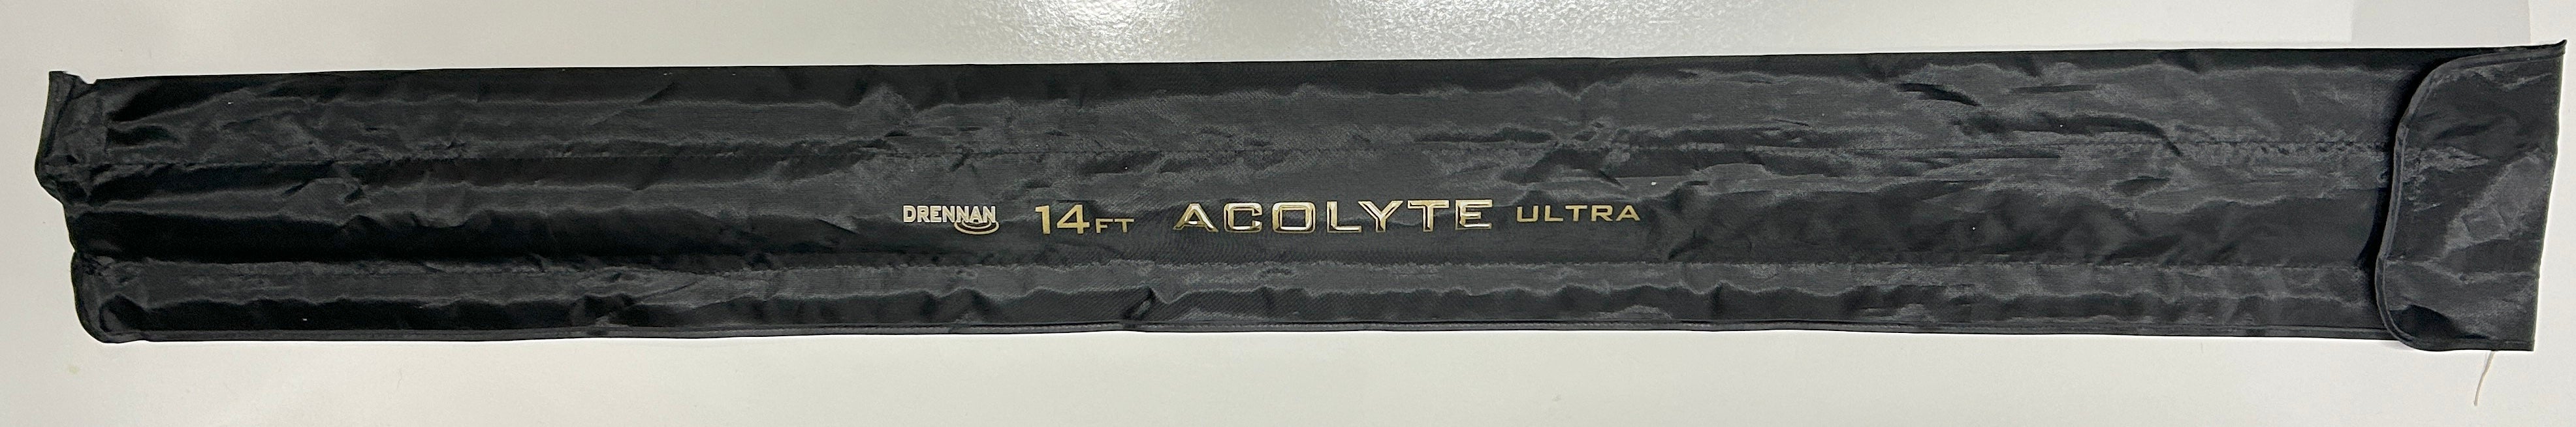 DRENNAN 14FT ACOLYTE ULTRA